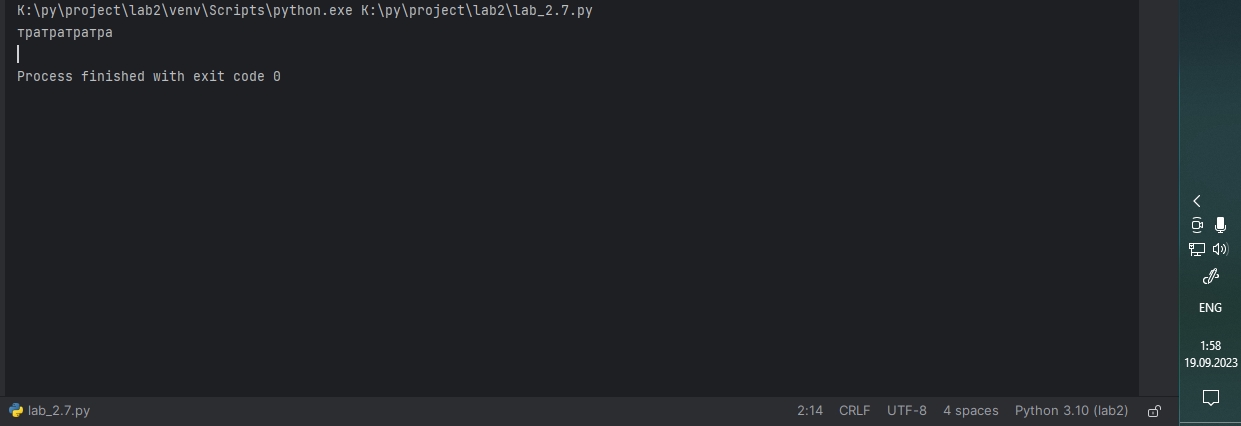 K:\py\project\lab2\venv\Scripts\python.exe K:\py\project\lab2\lab_2.7.py
тратратратра
Process finished with exit code 0
ENG
1:58
19.09.2023
lab_2.7.py 2:14 CRLF UTF-8 4 spaces Python 3.10 (lab2)